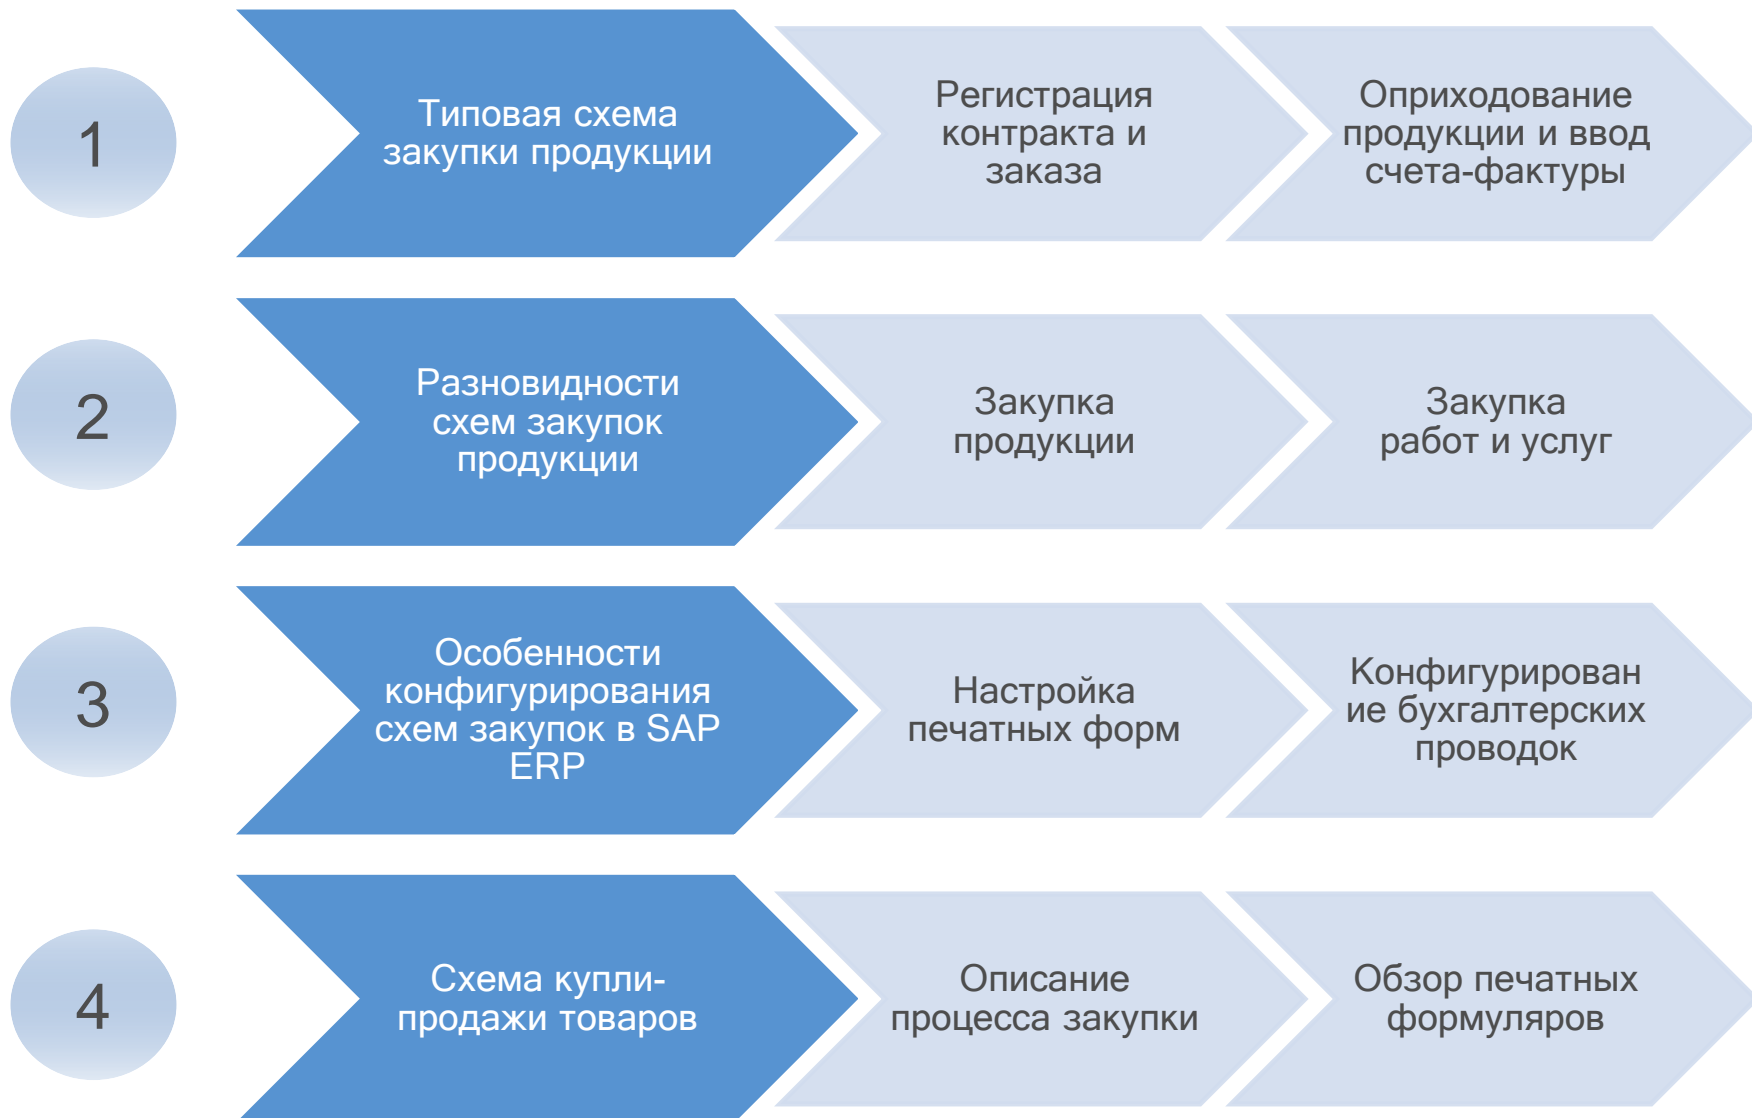 1
Типовая схема
закупки продукции
Регистрация
контракта и
заказа
Оприходование
продукции и ввод
счета-фактуры
2
Разновидности
схем закупок
продукции
Закупка
продукции
Закупка
работ и услуг
3
Особенности
конфигурирования
схем закупок в SAP
ERP
Настройка
печатных форм
Конфигурирован
ие бухгалтерских
проводок
4
Схема купли-
продажи товаров
Описание
процесса закупки
Обзор печатных
формуляров